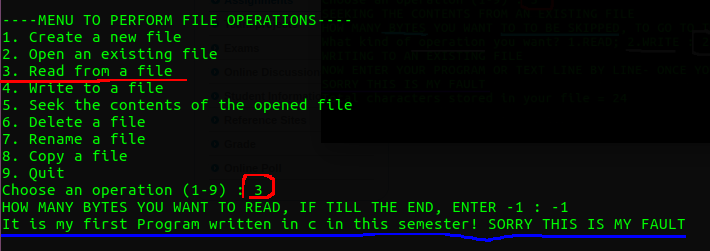 ----MENU TO PERFORM FILE OPERATIONS----
1. Create a new file
2. Open an existing file
3. Read from a file
4. Write to a file
5. Seek the contents of the opened file
6. Delete a file
7. Rename a file
8. Copy a file
9. Quit
Choose an operation (1-9) : 3
HOW MANY BYTES YOU WANT TO READ, IF TILL THE END, ENTER -1 : -1
It is my first Program written in c in this semester! SORRY THIS IS MY FAULT